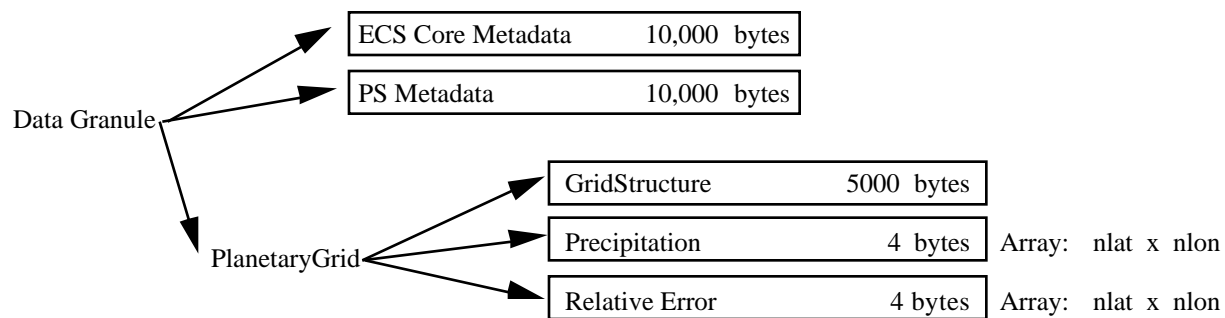 ECS Core Metadata 10,000 bytes
PS Metadata 10,000 bytes
Data Granule
GridStructure 5000 bytes
Precipitation 4 bytes Array: nlat x nlon
PlanetaryGrid
Relative Error 4 bytes Array: nlat x nlon